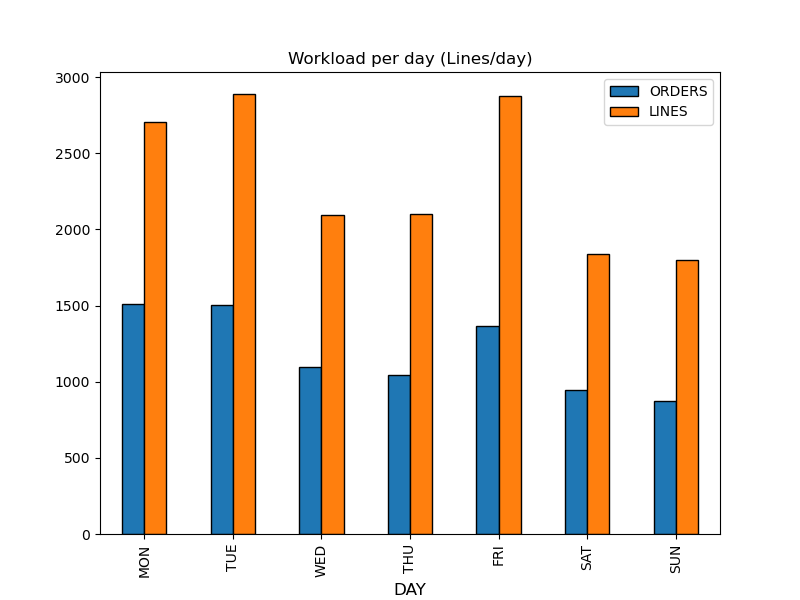 Workload per day (Lines/day)
ORDERS
LINES
3000
2500
2000
1500
1000
500
0
MON
TUE
WED
THU
FRI
SAT
SUN
DAY